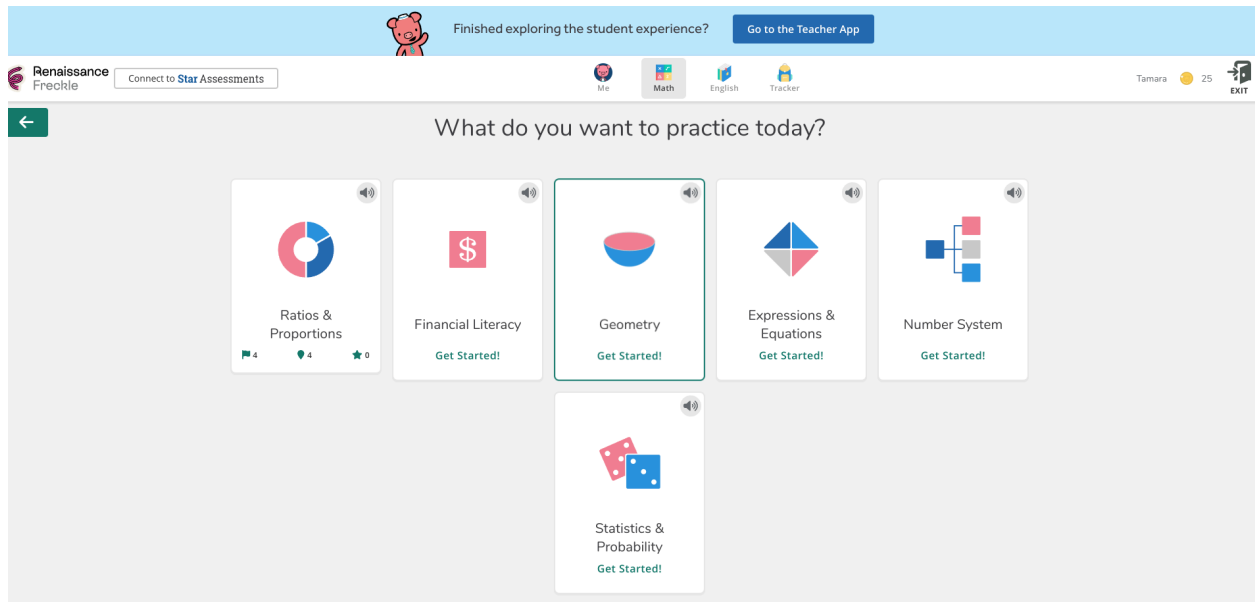 Finished exploring the student experience?
Go to the Teacher App
Renaissance
Freckle
Connect to Star Assessments
Me
Math
English
Tracker
Tamara
25
EXIT
What do you want to practice today?
Ratios &
Proportions
4
4
0
$
Financial Literacy
Get Started!
Geometry
Get Started!
Expressions &
Equations
Get Started!
Number System
Get Started!
Statistics &
Probability
Get Started!